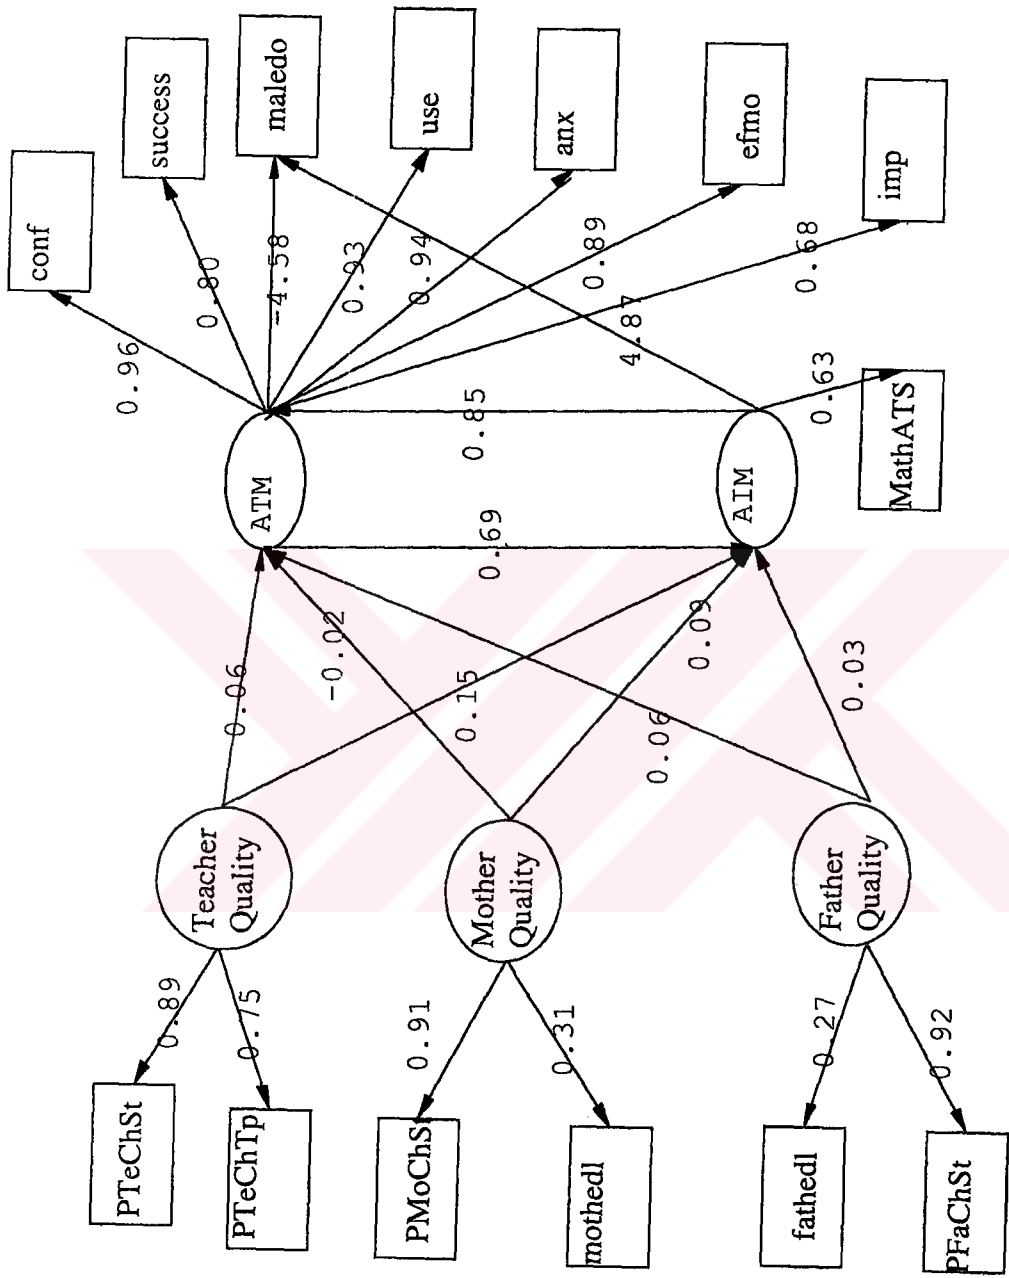 PTeChSt
PTeChTp
PMoChSt
mothedl
fathedl
PFaChSt
0.89
0.75
0.91
0.31
0.27
0.92
Teacher
Quality
Mother
Quality
Father
Quality
0.06
-0.02
0.15
0.09
0.06
0.03
ATM
0.69
0.85
AIM
0.96
0.80
-4.58
0.93
0.94
0.89
0.68
4.87
0.63
conf
success
maledo
use
anx
efmo
imp
MathATS